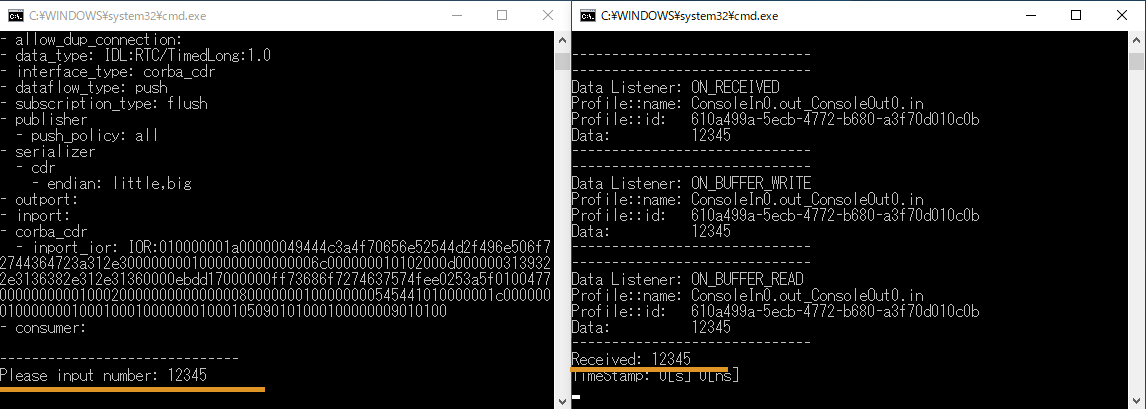 C:¥WINDOWS¥system32¥cmd.exe
- allow_dup_connection:
- data_type: IDL:RTC/TimedLong:1.0
- interface_type: corba_cdr
- dataflow_type: push
- subscription_type: flush
- publisher
  - push_policy: all
- serializer
  - cdr
    - endian: little,big
- outport:
- inport:
- corba_cdr
  - inport_ior: IOR:010000001a00000049444c3a4f70656e52544d2f496e506f7
- consumer:
------------------------------
Please input number: 12345
C:¥WINDOWS¥system32¥cmd.exe
------------------------------
------------------------------
Data Listener: ON_RECEIVED
Profile::name: ConsoleIn0.out_ConsoleOut0.in
Profile::id:   610a499a-5ecb-4772-b680-a3f70d010c0b
Data:          12345
------------------------------
------------------------------
Data Listener: ON_BUFFER_WRITE
Profile::name: ConsoleIn0.out_ConsoleOut0.in
Profile::id:   610a499a-5ecb-4772-b680-a3f70d010c0b
Data:          12345
------------------------------
------------------------------
Data Listener: ON_BUFFER_READ
Profile::name: ConsoleIn0.out_ConsoleOut0.in
Profile::id:   610a499a-5ecb-4772-b680-a3f70d010c0b
Data:          12345
------------------------------
Received: 12345
TimeStamp: 0[s] 0[ns]